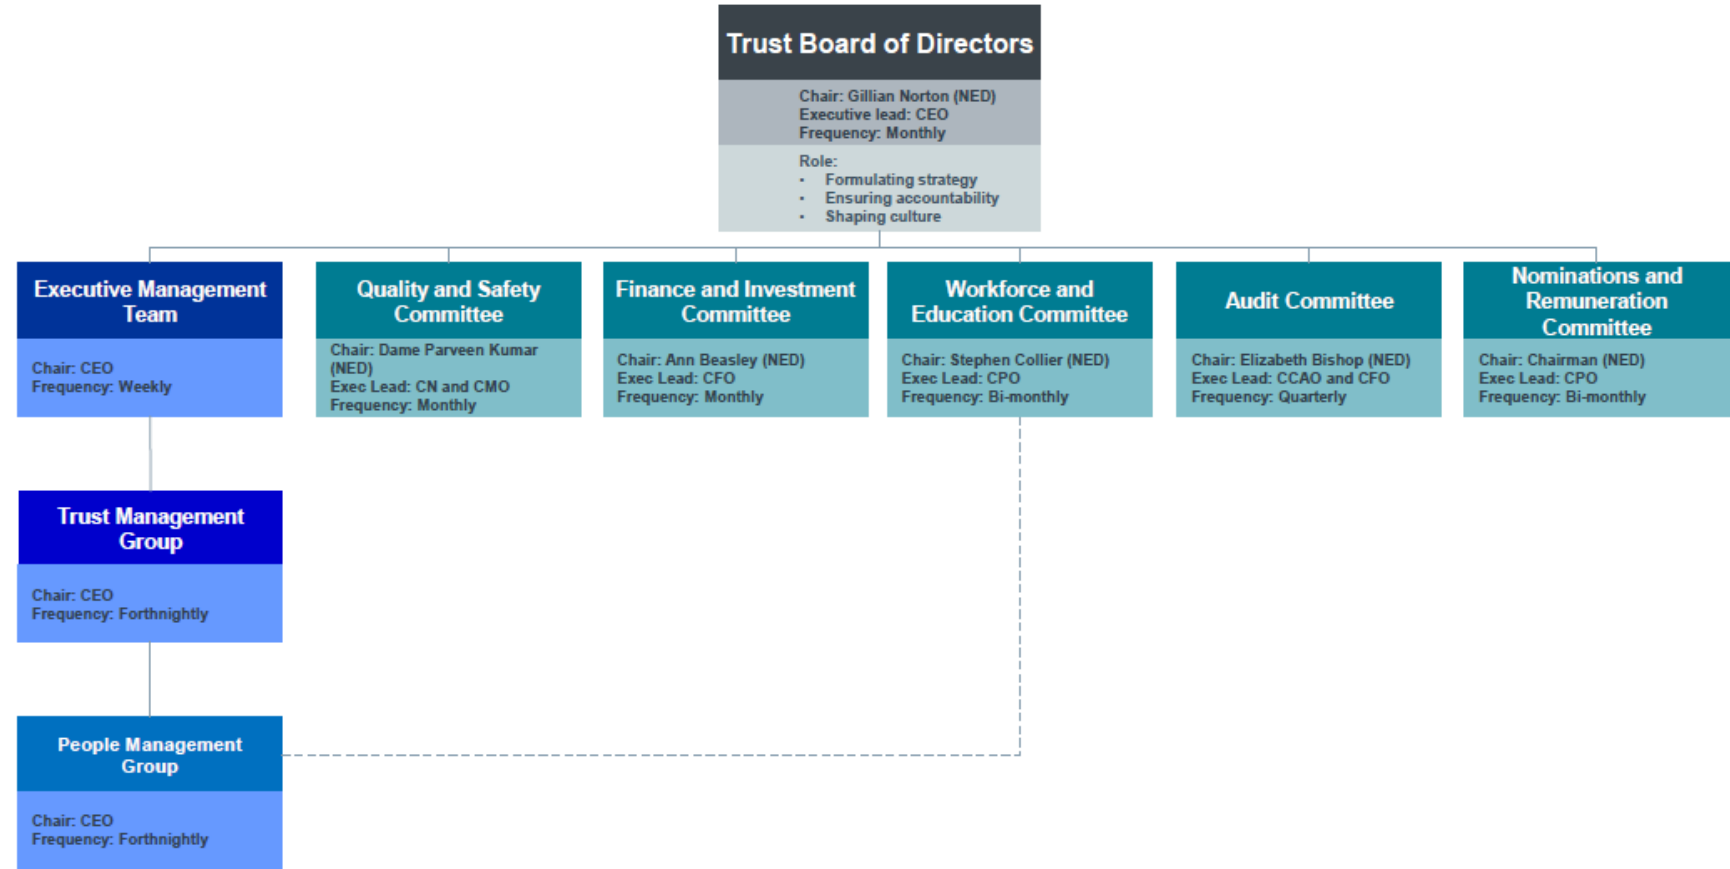 Trust Board of Directors
Chair: Gillian Norton (NED)
Executive lead: CEO
Frequency: Monthly
Role:
• Formulating strategy
• Ensuring accountability
• Shaping culture
Executive Management
Team
Chair: CEO
Frequency: Weekly
Quality and Safety
Committee
Chair: Dame Parveen Kumar
(NED)
Exec Lead: CN and CMO
Frequency: Monthly
Finance and Investment
Committee
Chair: Ann Beasley (NED)
Exec Lead: CFO
Frequency: Monthly
Workforce and
Education Committee
Chair: Stephen Collier (NED)
Exec Lead: CPO
Frequency: Bi-monthly
Audit Committee
Chair: Elizabeth Bishop (NED)
Exec Lead: CCAO and CFO
Frequency: Quarterly
Nominations and
Remuneration
Committee
Chair: Chairman (NED)
Exec Lead: CPO
Frequency: Bi-monthly
Trust Management
Group
Chair: CEO
Frequency: Forthnightly
People Management
Group
Chair: CEO
Frequency: Forthnightly